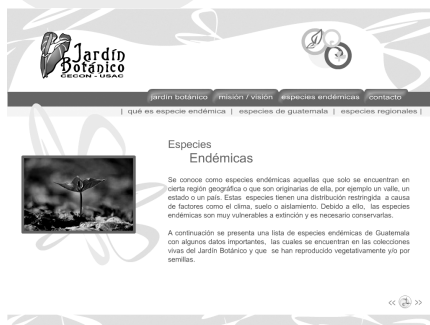 Jardín
Botánico
CECON - USAC
jardín botánico misión / visión especies endémicas contacto
| qué es especie endémica | especies de guatemala | especies regionales |
Especies
Endémicas
Se conoce como especies endémicas aquellas que solo se encuentran en
cierta región geográfica o que son originarias de ella, por ejemplo un valle, un
estado o un país. Estas especies tienen una distribución restringida a causa
de factores como el clima, suelo o aislamiento. Debido a ello, las especies
endémicas son muy vulnerables a extinción y es necesario conservarlas.
A continuación se presenta una lista de especies endémicas de Guatemala
con algunos datos importantes, las cuales se encuentran en las colecciones
vivas del Jardín Botánico y que se han reproducido vegetativamente y/o por
semillas.
<< >>